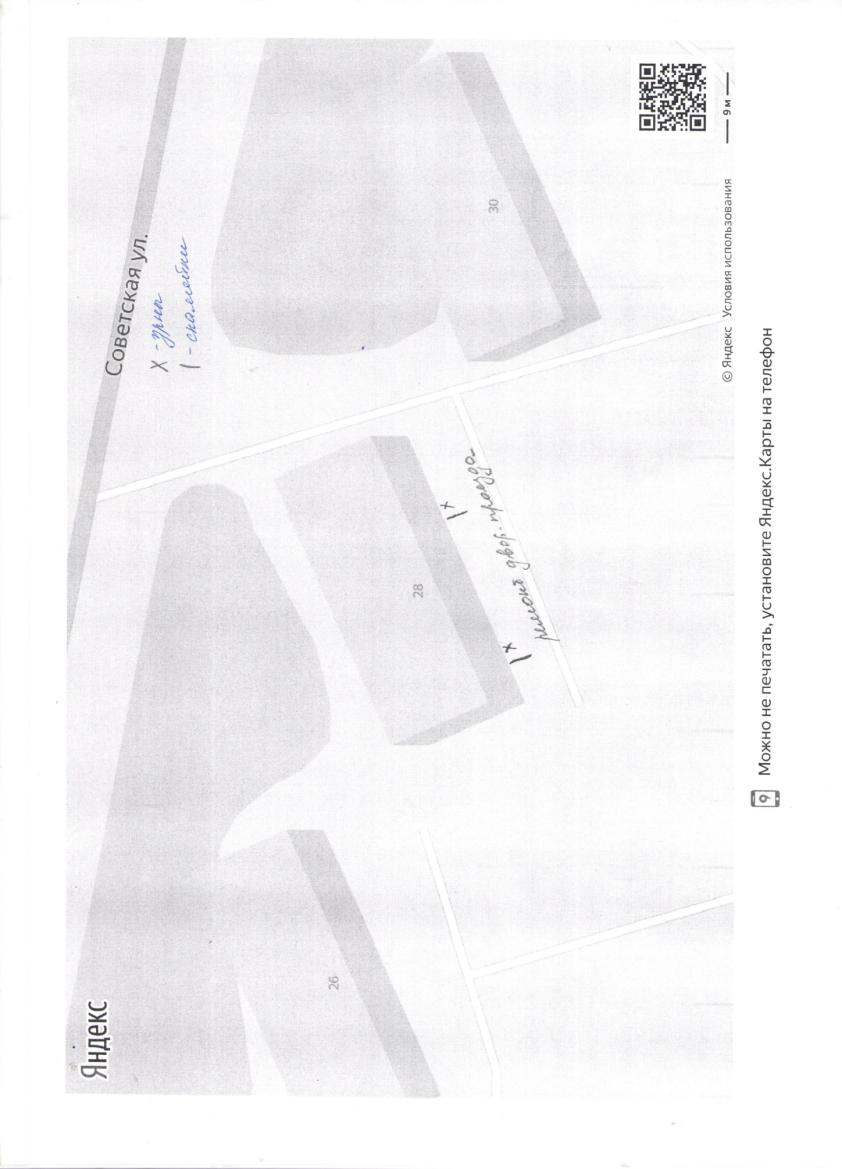 Яндекс
Советская ул.
X - урны
| - скамейки
26
28
30
ремонт двор. проезда
© Яндекс Условия использования
9 м
Можно не печатать, установите Яндекс.Карты на телефон